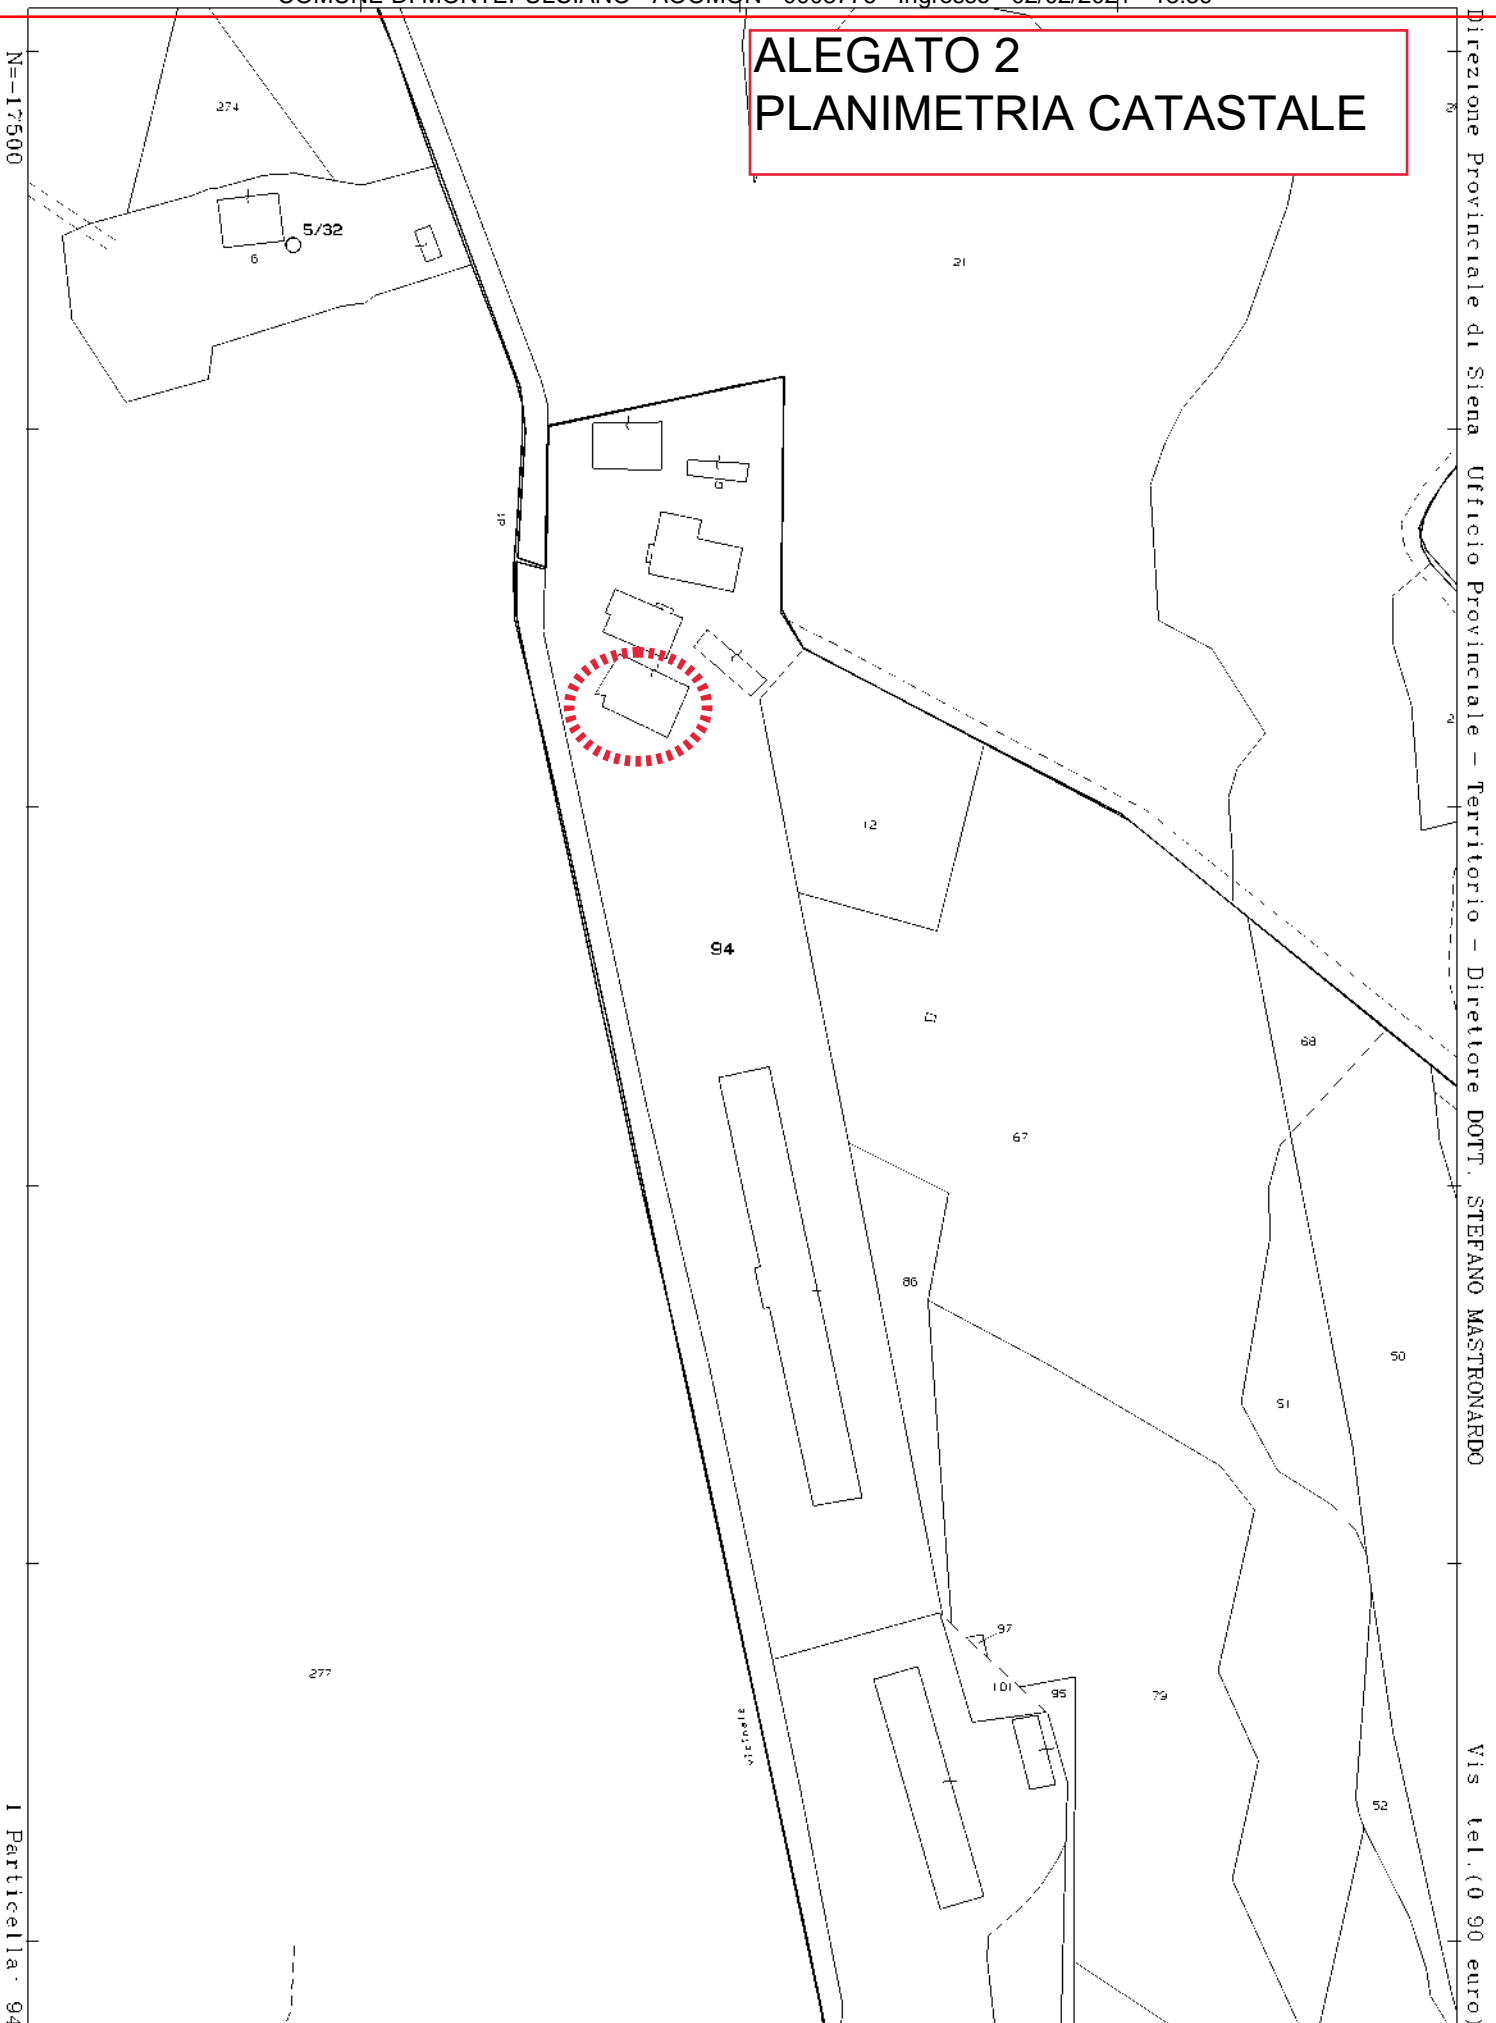 ALEGATO 2
PLANIMETRIA CATASTALE
N=-17500
274
5/32
6
21
12
94
68
67
86
50
51
97
101
95
79
277
vicinale
52
Direzione Provinciale di Siena Ufficio Provinciale - Territorio - Direttore DOTT. STEFANO MASTRONARDO
Vis tel.(0 90 euro)
1 Particella: 94